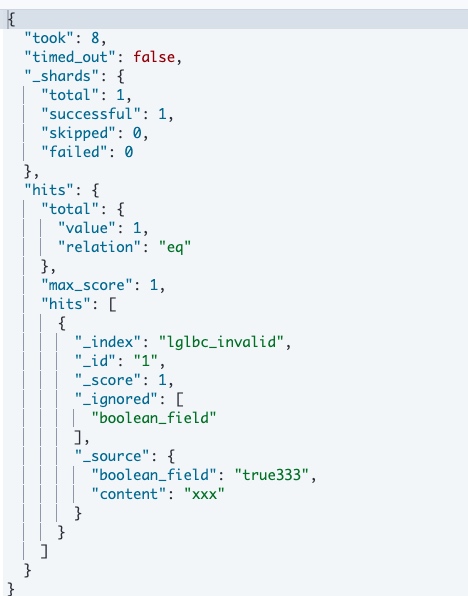 {
  "took": 8,
  "timed_out": false,
  "_shards": {
    "total": 1,
    "successful": 1,
    "skipped": 0,
    "failed": 0
  },
  "hits": {
    "total": {
      "value": 1,
      "relation": "eq"
    },
    "max_score": 1,
    "hits": [
      {
        "_index": "lglbc_invalid",
        "_id": "1",
        "_score": 1,
        "_ignored": [
          "boolean_field"
        ],
        "_source": {
          "boolean_field": "true333",
          "content": "xxx"
        }
      }
    ]
  }
}